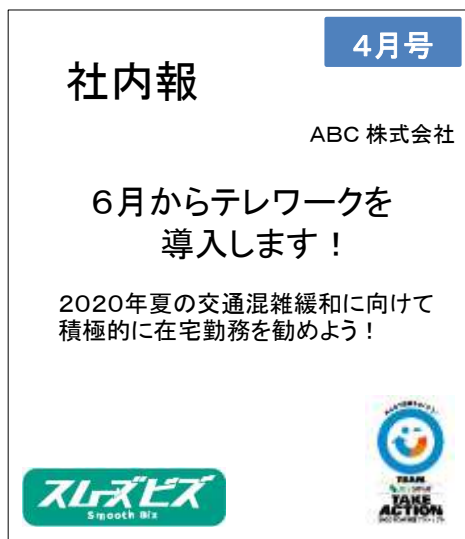 4月号
社内報
ABC 株式会社
6月からテレワークを
導入します！
2020年夏の交通混雑緩和に向けて
積極的に在宅勤務を勧めよう！
スムーズビズ
Smooth Biz
TEAM
TAKE
ACTION